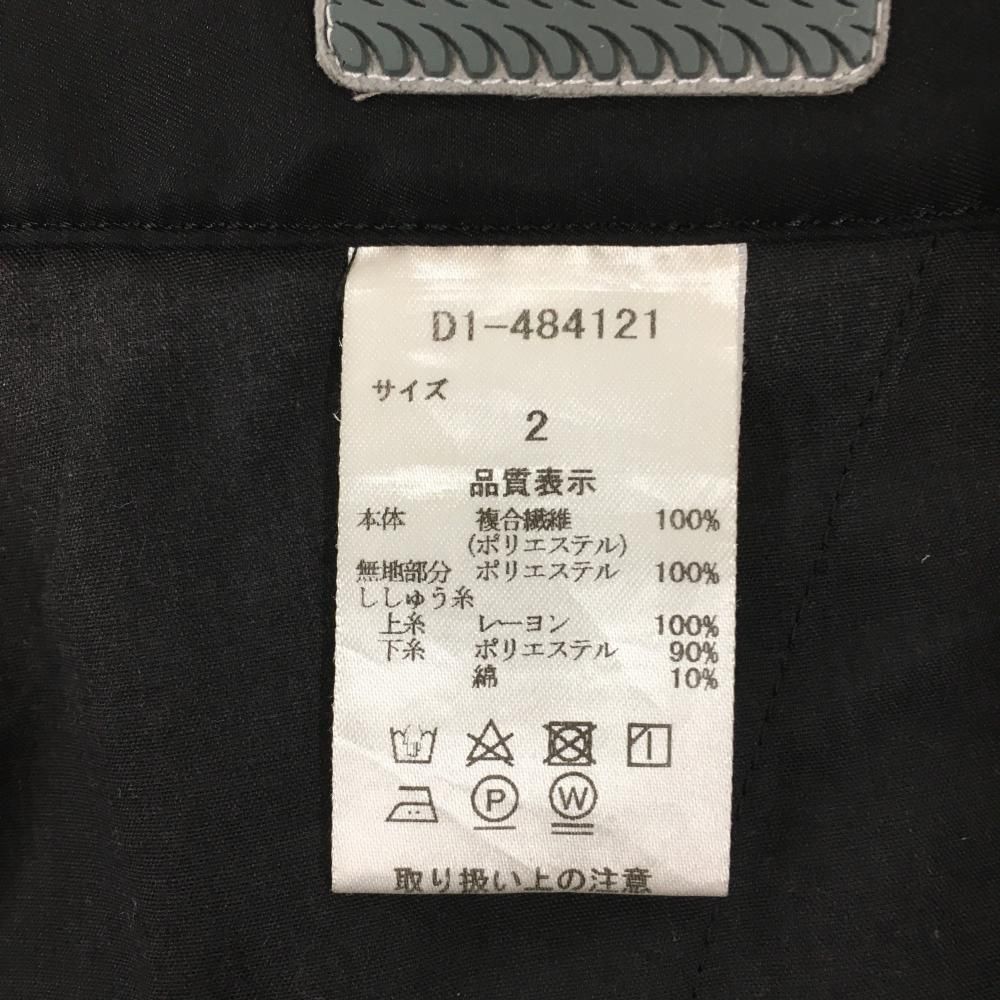 D1-484121
サイズ
2
品質表示
本体 複合繊維 100%
(ポリエステル)
無地部分 ポリエステル 100%
ししゅう糸
上糸 レーヨン 100%
下糸 ポリエステル 90%
綿 10%
P W
取り扱い上の注意